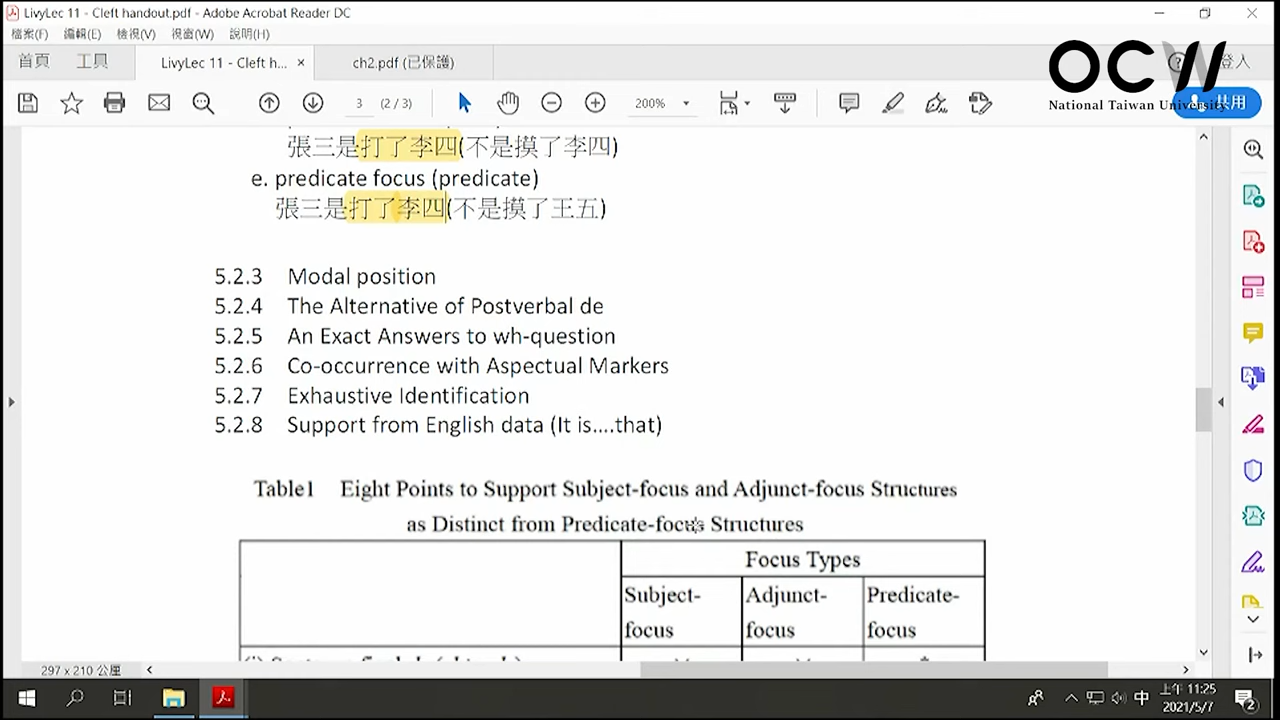 LivyLec 11 - Cleft handout.pdf - Adobe Acrobat Reader DC
檔案(F) 編輯(E) 檢視(V) 視窗(W) 說明(H)
首頁 工具 LivyLec 11 - Cleft h... × ch2.pdf (已保護) 登入
OCW
National Taiwan University
3 (2 / 3) 200% 共用
張三是打了李四(不是摸了李四)
e. predicate focus (predicate)
張三是打了李四(不是摸了王五)
5.2.3 Modal position
5.2.4 The Alternative of Postverbal de
5.2.5 An Exact Answers to wh-question
5.2.6 Co-occurrence with Aspectual Markers
5.2.7 Exhaustive Identification
5.2.8 Support from English data (It is....that)
Table1 Eight Points to Support Subject-focus and Adjunct-focus Structures
as Distinct from Predicate-focus Structures
Focus Types
Subject-focus Adjunct-focus Predicate-focus
297 x 210 公厘
中 上午 11:25
2021/5/7 2